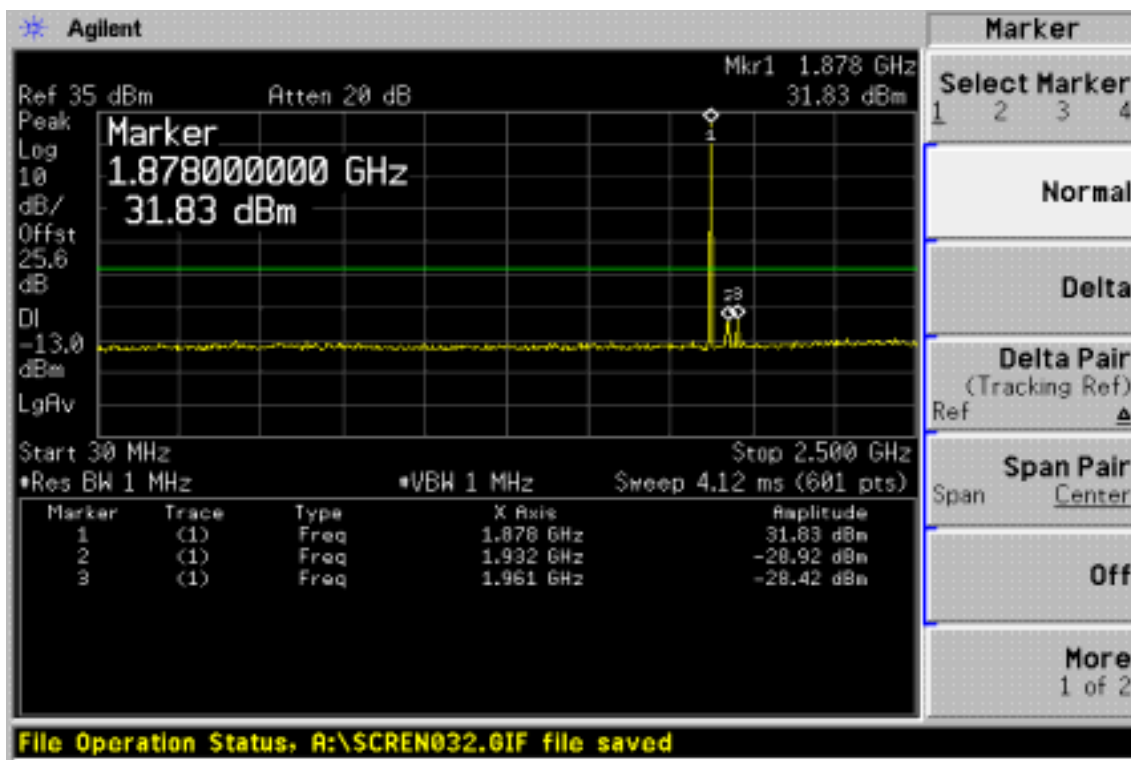 Agilent
Marker
Mkr1 1.878 GHz
Ref 35 dBm Atten 20 dB 31.83 dBm
Peak
Log
10
dB/
Offst
25.6
dB
DI
-13.0
dBm
LgAv
Marker
1.878000000 GHz
31.83 dBm
1
2 3
Start 30 MHz Stop 2.500 GHz
#Res BW 1 MHz #VBW 1 MHz Sweep 4.12 ms (601 pts)
Marker Trace Type X Axis Amplitude
1 (1) Freq 1.878 GHz 31.83 dBm
2 (1) Freq 1.932 GHz -28.92 dBm
3 (1) Freq 1.961 GHz -28.42 dBm
Select Marker
1 2 3 4
Normal
Delta
Delta Pair
(Tracking Ref)
Ref Δ
Span Pair
Span Center
Off
More
1 of 2
File Operation Status, A:\SCREN032.GIF file saved